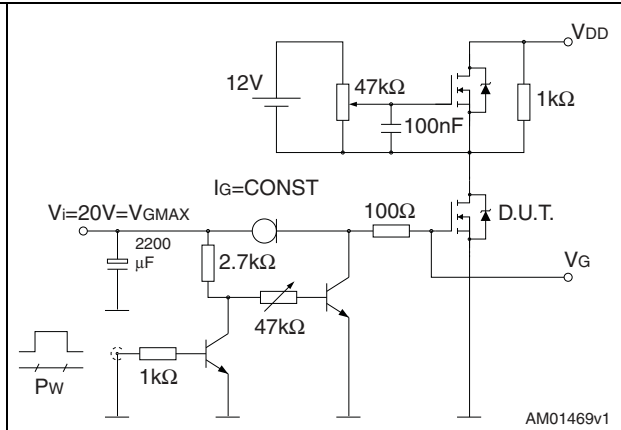 VDD
12V
47kΩ
1kΩ
100nF
IG=CONST
Vi=20V=VGMAX
100Ω
D.U.T.
2200
μF
2.7kΩ
VG
47kΩ
1kΩ
PW
AM01469v1